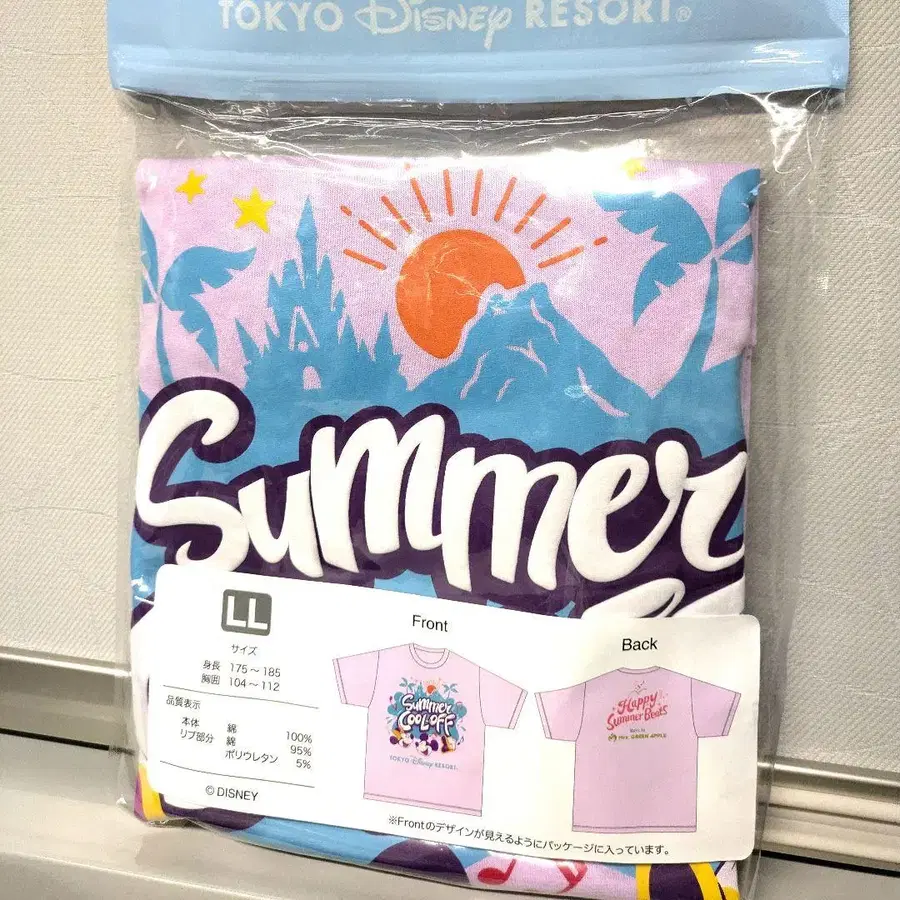 TOKYO Disney RESORT®
Summer
LL
サイズ
身長 175～185
胸囲 104～112
品質表示
本体 綿 100%
リブ部分 綿 95%
ポリウレタン 5%
© DISNEY
Front
Summer
COOL-OFF
TOKYO Disney RESORT.
Back
Happy
Summer Beats
Mrs. GREEN APPLE
※Frontのデザインが見えるようにパッケージに入っています。